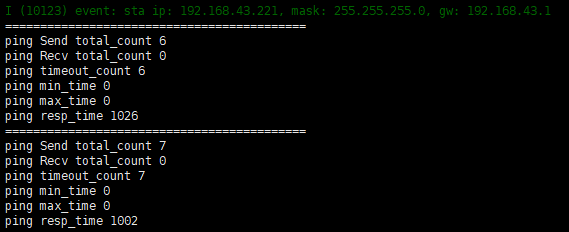 I (10123) event: sta ip: 192.168.43.221, mask: 255.255.255.0, gw: 192.168.43.1
===========================================
ping Send total_count 6
ping Recv total_count 0
ping timeout_count 6
ping min_time 0
ping max_time 0
ping resp_time 1026
===========================================
ping Send total_count 7
ping Recv total_count 0
ping timeout_count 7
ping min_time 0
ping max_time 0
ping resp_time 1002